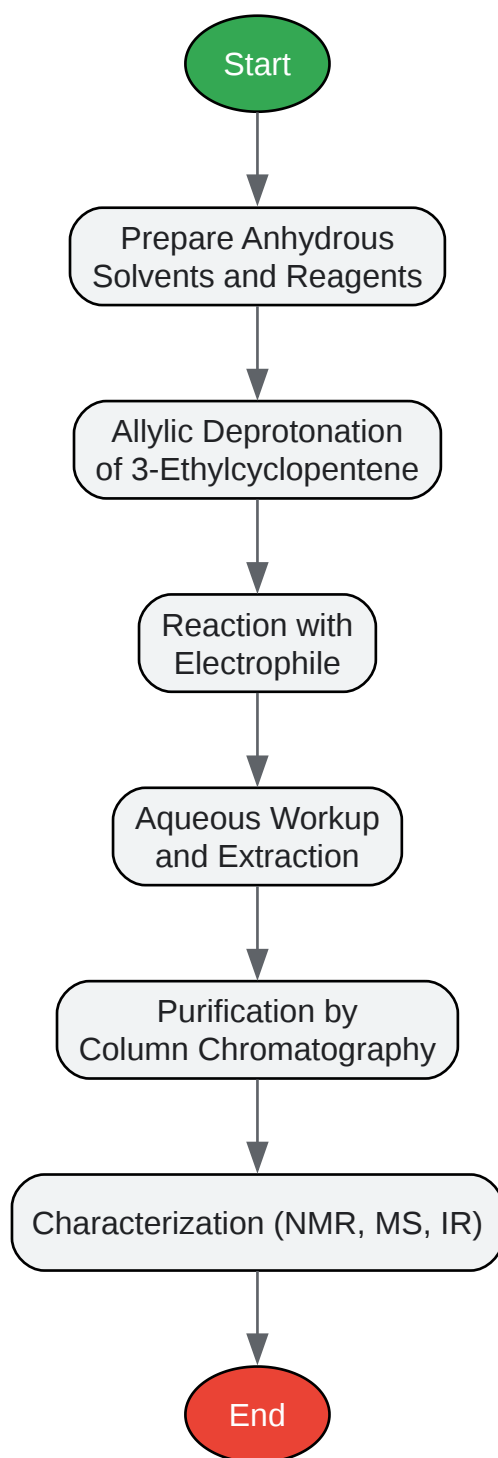 Start
Prepare Anhydrous
Solvents and Reagents
Allylic Deprotonation
of 3-Ethylcyclopentene
Reaction with
Electrophile
Aqueous Workup
and Extraction
Purification by
Column Chromatography
Characterization (NMR, MS, IR)
End